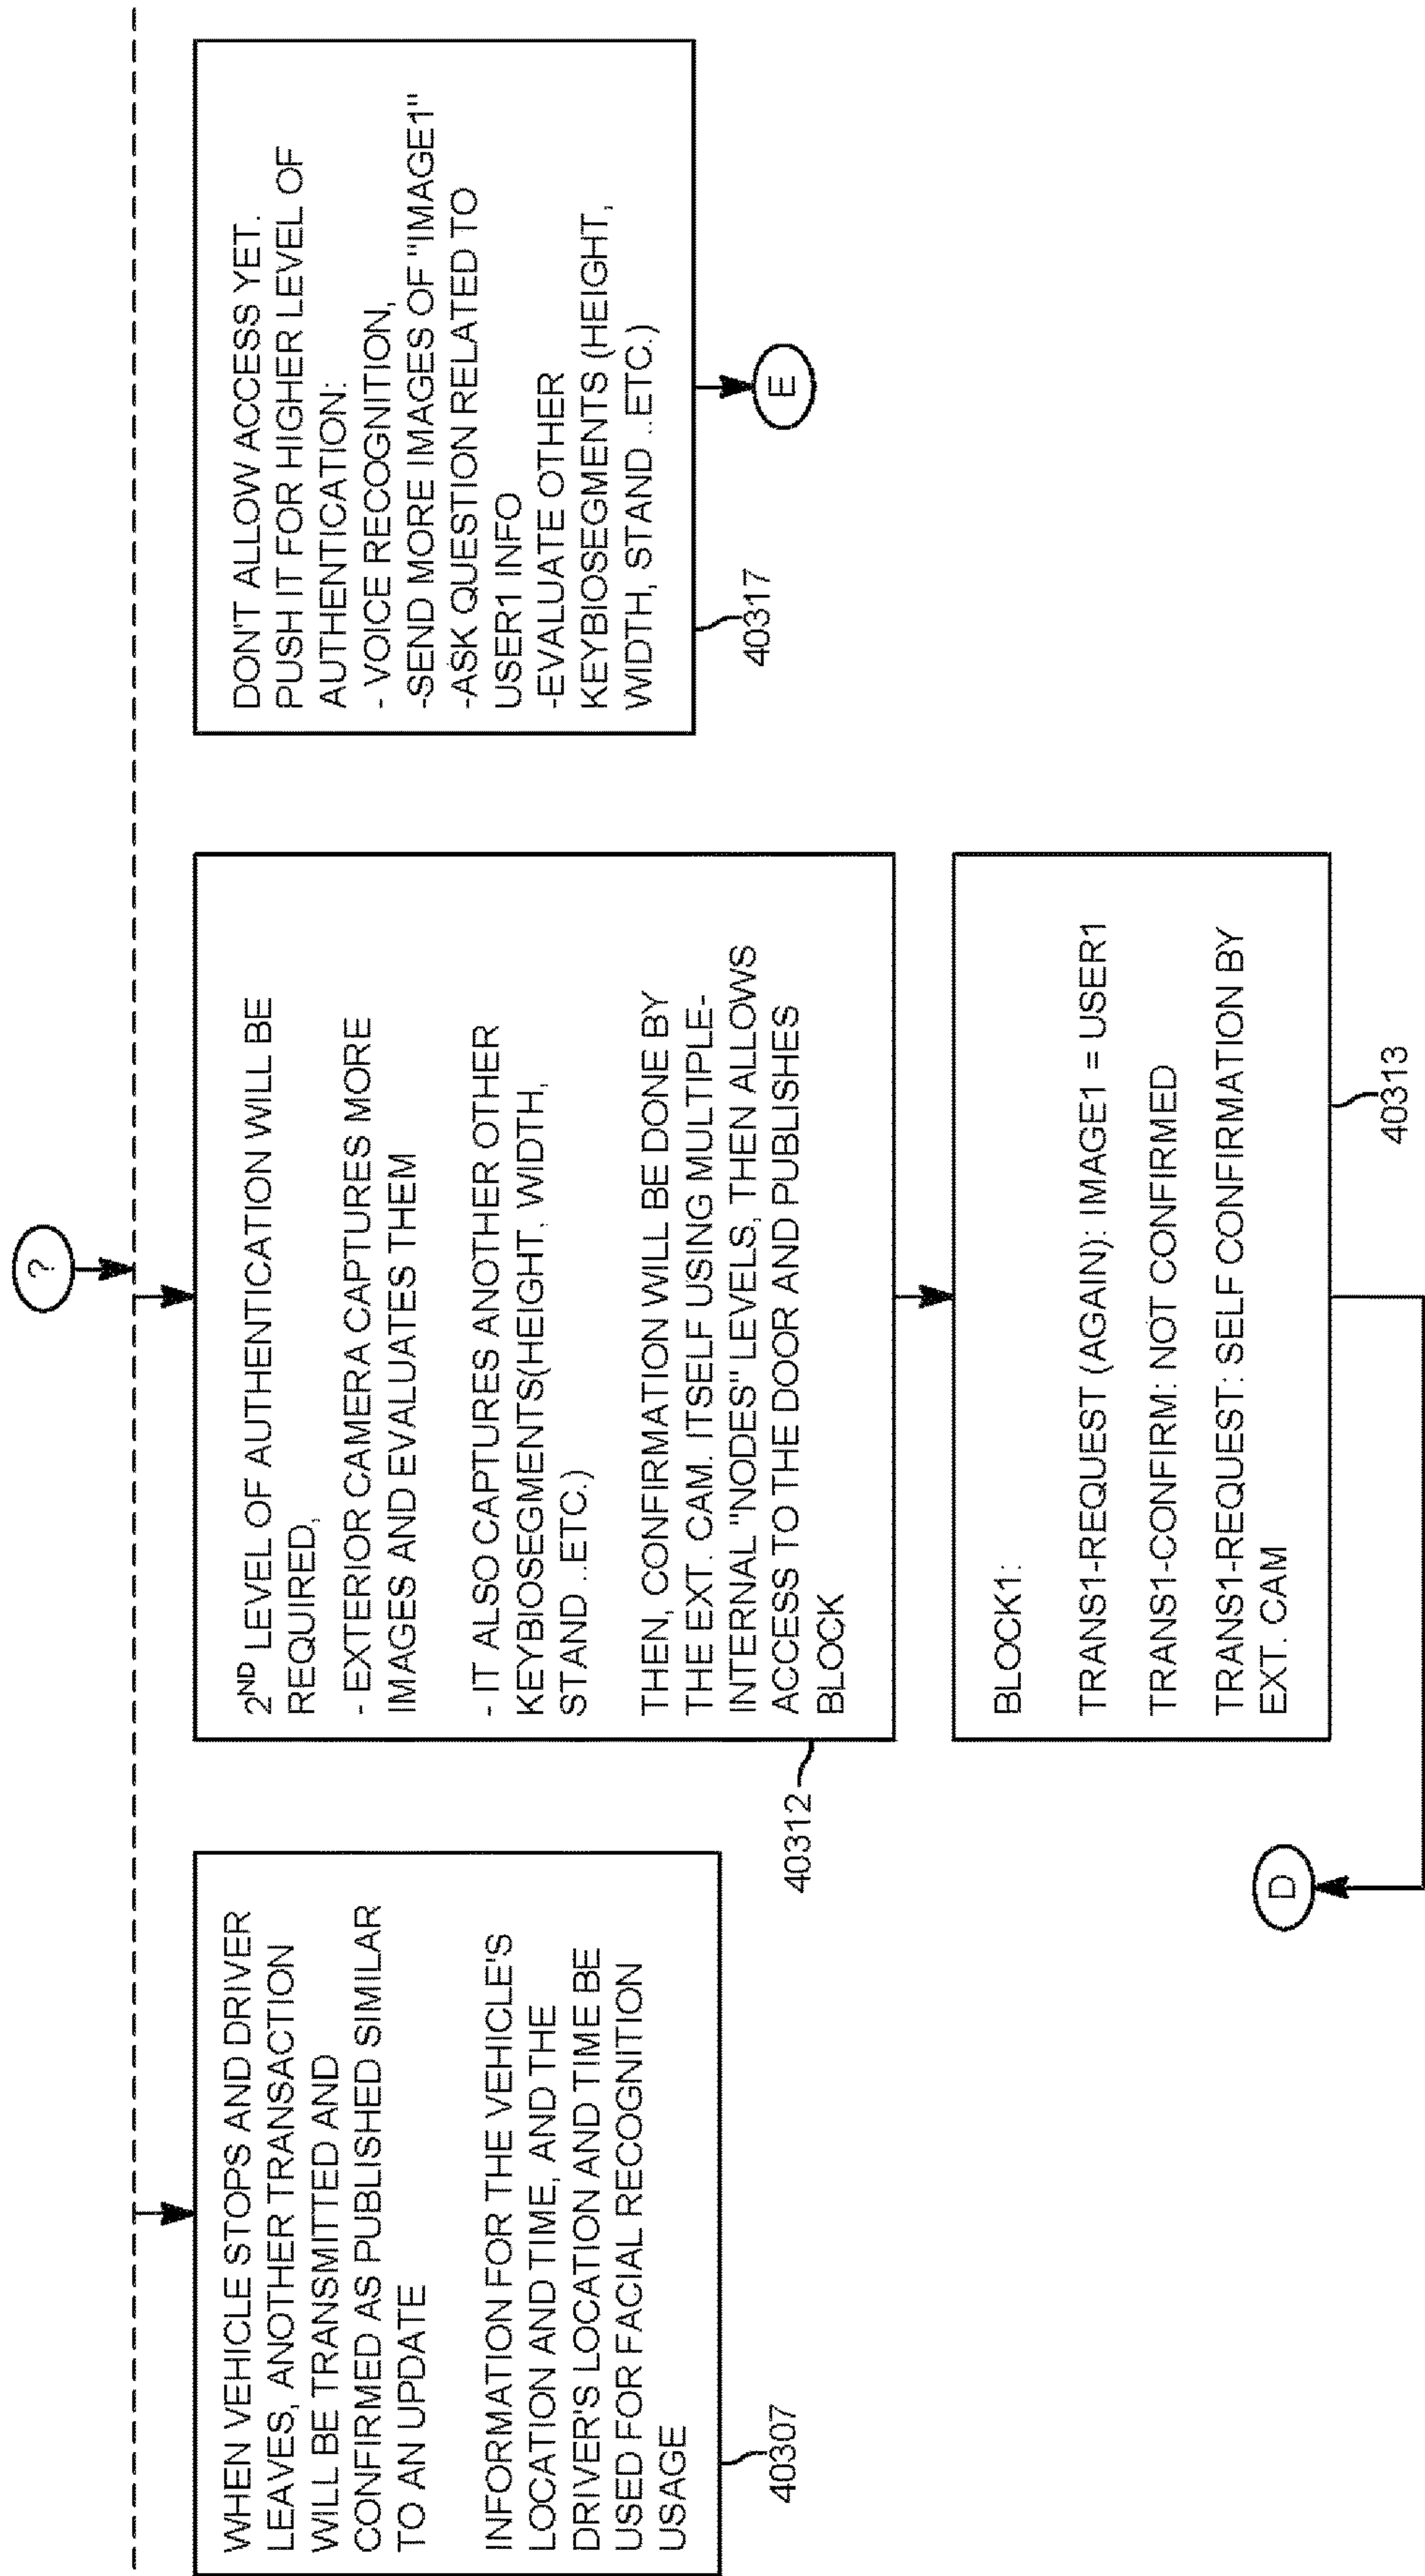 ?
WHEN VEHICLE STOPS AND DRIVER
LEAVES, ANOTHER TRANSACTION
WILL BE TRANSMITTED AND
CONFIRMED AS PUBLISHED SIMILAR
TO AN UPDATE
INFORMATION FOR THE VEHICLE'S
LOCATION AND TIME, AND THE
DRIVER'S LOCATION AND TIME BE
USED FOR FACIAL RECOGNITION
USAGE
40307
2ND LEVEL OF AUTHENTICATION WILL BE
REQUIRED,
- EXTERIOR CAMERA CAPTURES MORE
IMAGES AND EVALUATES THEM
- IT ALSO CAPTURES ANOTHER OTHER
KEYBIOSEGMENTS(HEIGHT, WIDTH,
STAND ..ETC.)
THEN, CONFIRMATION WILL BE DONE BY
THE EXT. CAM. ITSELF USING MULTIPLE-
INTERNAL "NODES" LEVELS, THEN ALLOWS
ACCESS TO THE DOOR AND PUBLISHES
BLOCK
40312
BLOCK1:
TRANS1-REQUEST (AGAIN): IMAGE1 = USER1
TRANS1-CONFIRM: NOT CONFIRMED
TRANS1-REQUEST: SELF CONFIRMATION BY
EXT. CAM
40313
D
DON'T ALLOW ACCESS YET.
PUSH IT FOR HIGHER LEVEL OF
AUTHENTICATION:
- VOICE RECOGNITION,
-SEND MORE IMAGES OF "IMAGE1"
-ASK QUESTION RELATED TO
USER1 INFO
-EVALUATE OTHER
KEYBIOSEGMENTS (HEIGHT,
WIDTH, STAND ..ETC.)
40317
E